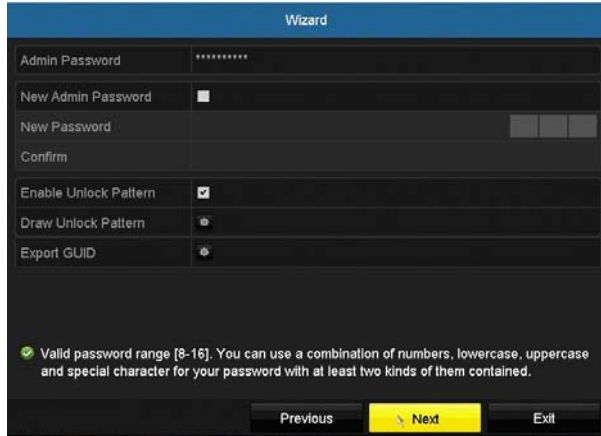 Wizard
Admin Password **********
New Admin Password
New Password
Confirm
Enable Unlock Pattern
Draw Unlock Pattern
Export GUID
Valid password range [8-16]. You can use a combination of numbers, lowercase, uppercase
and special character for your password with at least two kinds of them contained.
Previous Next Exit